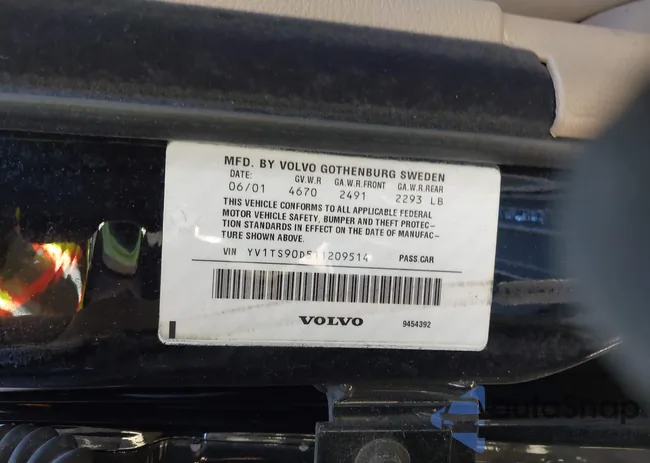 MFD. BY VOLVO GOTHENBURG SWEDEN
DATE: GV.W.R GA.W.R.FRONT GA.W.R.REAR
06/01 4670 2491 2293 LB
THIS VEHICLE CONFORMS TO ALL APPLICABLE FEDERAL
MOTOR VEHICLE SAFETY, BUMPER AND THEFT PROTEC-
TION STANDARDS IN EFFECT ON THE DATE OF MANUFAC-
TURE SHOWN ABOVE.
VIN YV1TS90D511209514 PASS.CAR
VOLVO 9454392
AutoSnap